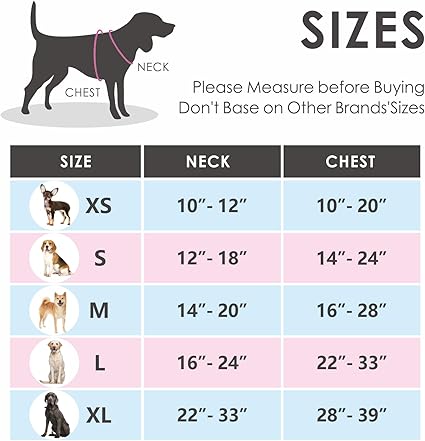 SIZES
NECK
CHEST
Please Measure before Buying
Don't Base on Other Brands'Sizes
SIZE NECK CHEST
XS 10”- 12” 10”- 20”
S 12”- 18” 14”- 24”
M 14”- 20” 16”- 28”
L 16”- 24” 22”- 33”
XL 22”- 33” 28”- 39”